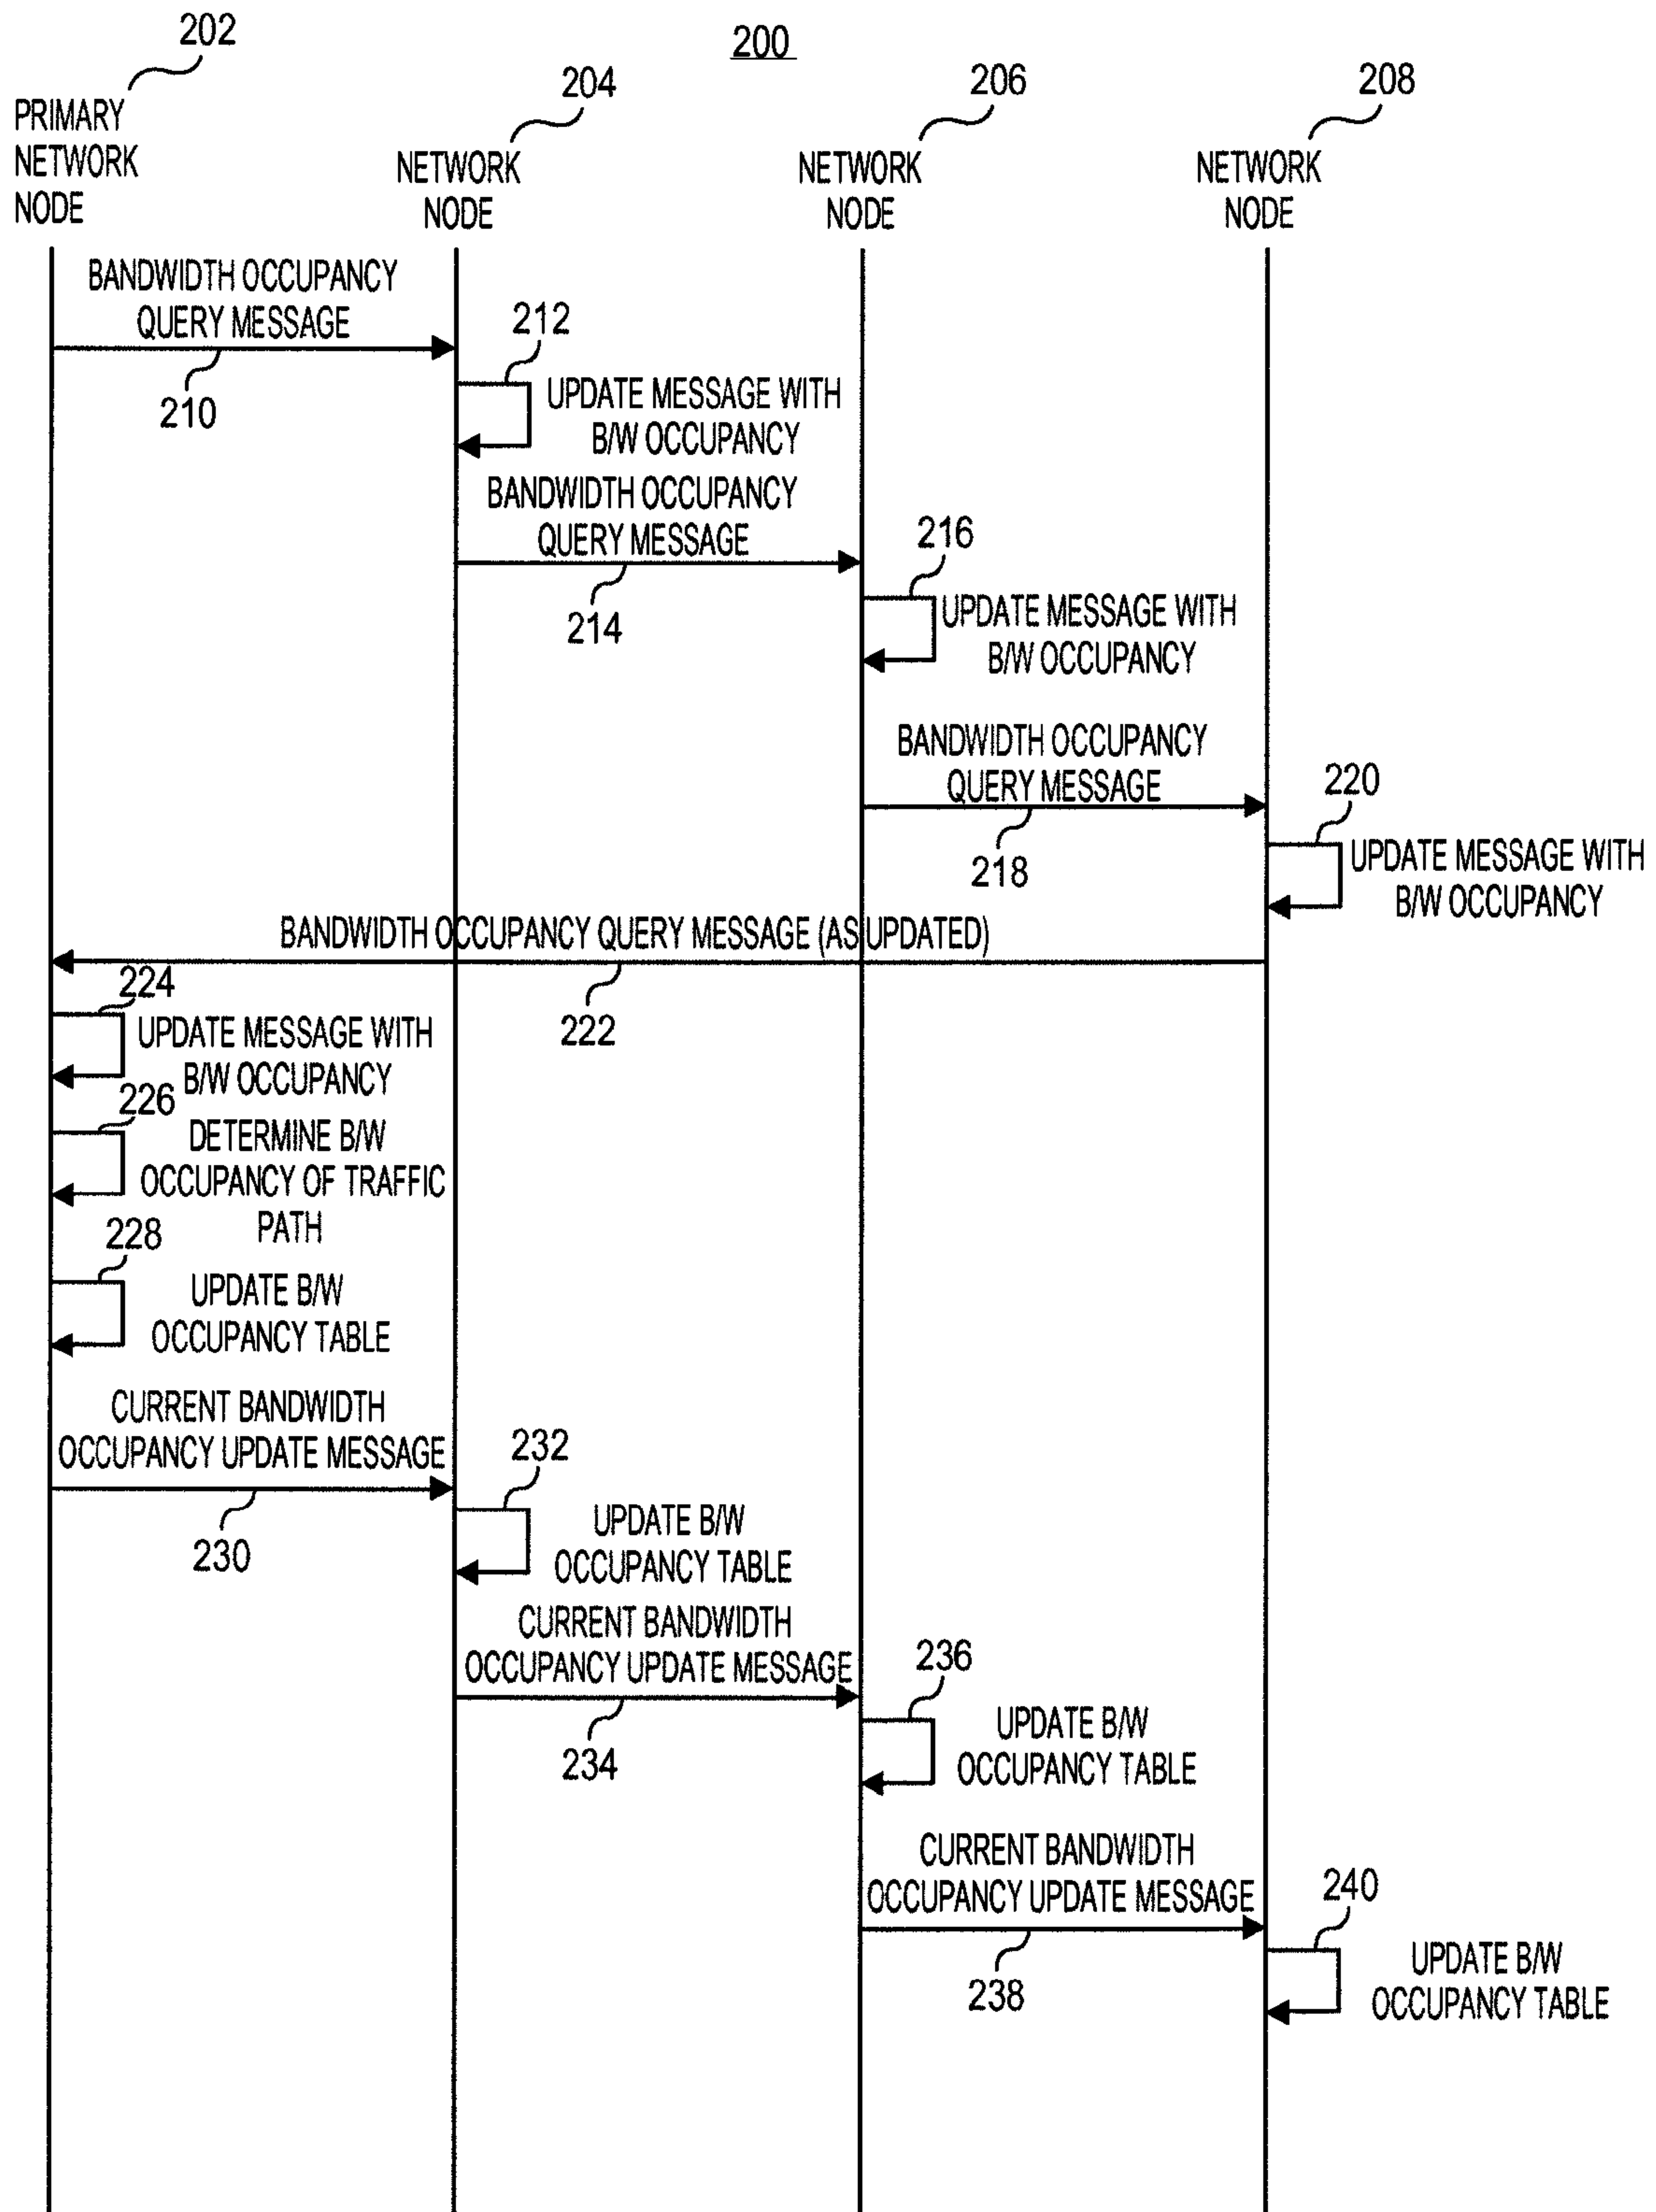 200
202
PRIMARY
NETWORK
NODE
204
NETWORK
NODE
206
NETWORK
NODE
208
NETWORK
NODE
BANDWIDTH OCCUPANCY
QUERY MESSAGE
210
212
UPDATE MESSAGE WITH
B/W OCCUPANCY
BANDWIDTH OCCUPANCY
QUERY MESSAGE
214
216
UPDATE MESSAGE WITH
B/W OCCUPANCY
BANDWIDTH OCCUPANCY
QUERY MESSAGE
218
220
UPDATE MESSAGE WITH
B/W OCCUPANCY
BANDWIDTH OCCUPANCY QUERY MESSAGE (AS UPDATED)
222
224
UPDATE MESSAGE WITH
B/W OCCUPANCY
226
DETERMINE B/W
OCCUPANCY OF TRAFFIC
PATH
228
UPDATE B/W
OCCUPANCY TABLE
CURRENT BANDWIDTH
OCCUPANCY UPDATE MESSAGE
230
232
UPDATE B/W
OCCUPANCY TABLE
CURRENT BANDWIDTH
OCCUPANCY UPDATE MESSAGE
234
236
UPDATE B/W
OCCUPANCY TABLE
CURRENT BANDWIDTH
OCCUPANCY UPDATE MESSAGE
238
240
UPDATE B/W
OCCUPANCY TABLE